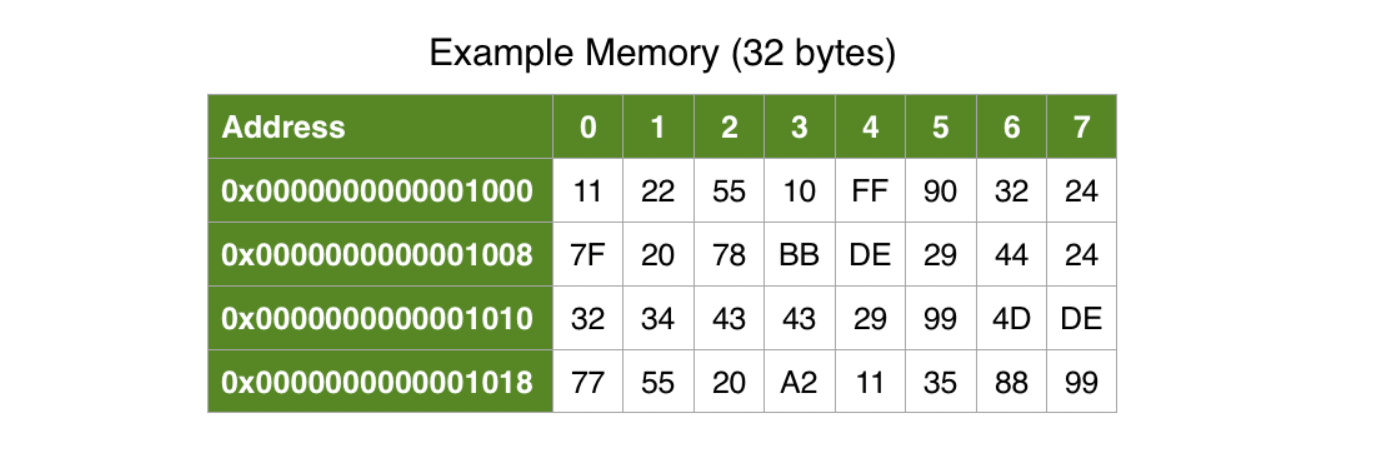 Example Memory (32 bytes)
Address 0 1 2 3 4 5 6 7
0x0000000000001000 11 22 55 10 FF 90 32 24
0x0000000000001008 7F 20 78 BB DE 29 44 24
0x0000000000001010 32 34 43 43 29 99 4D DE
0x0000000000001018 77 55 20 A2 11 35 88 99